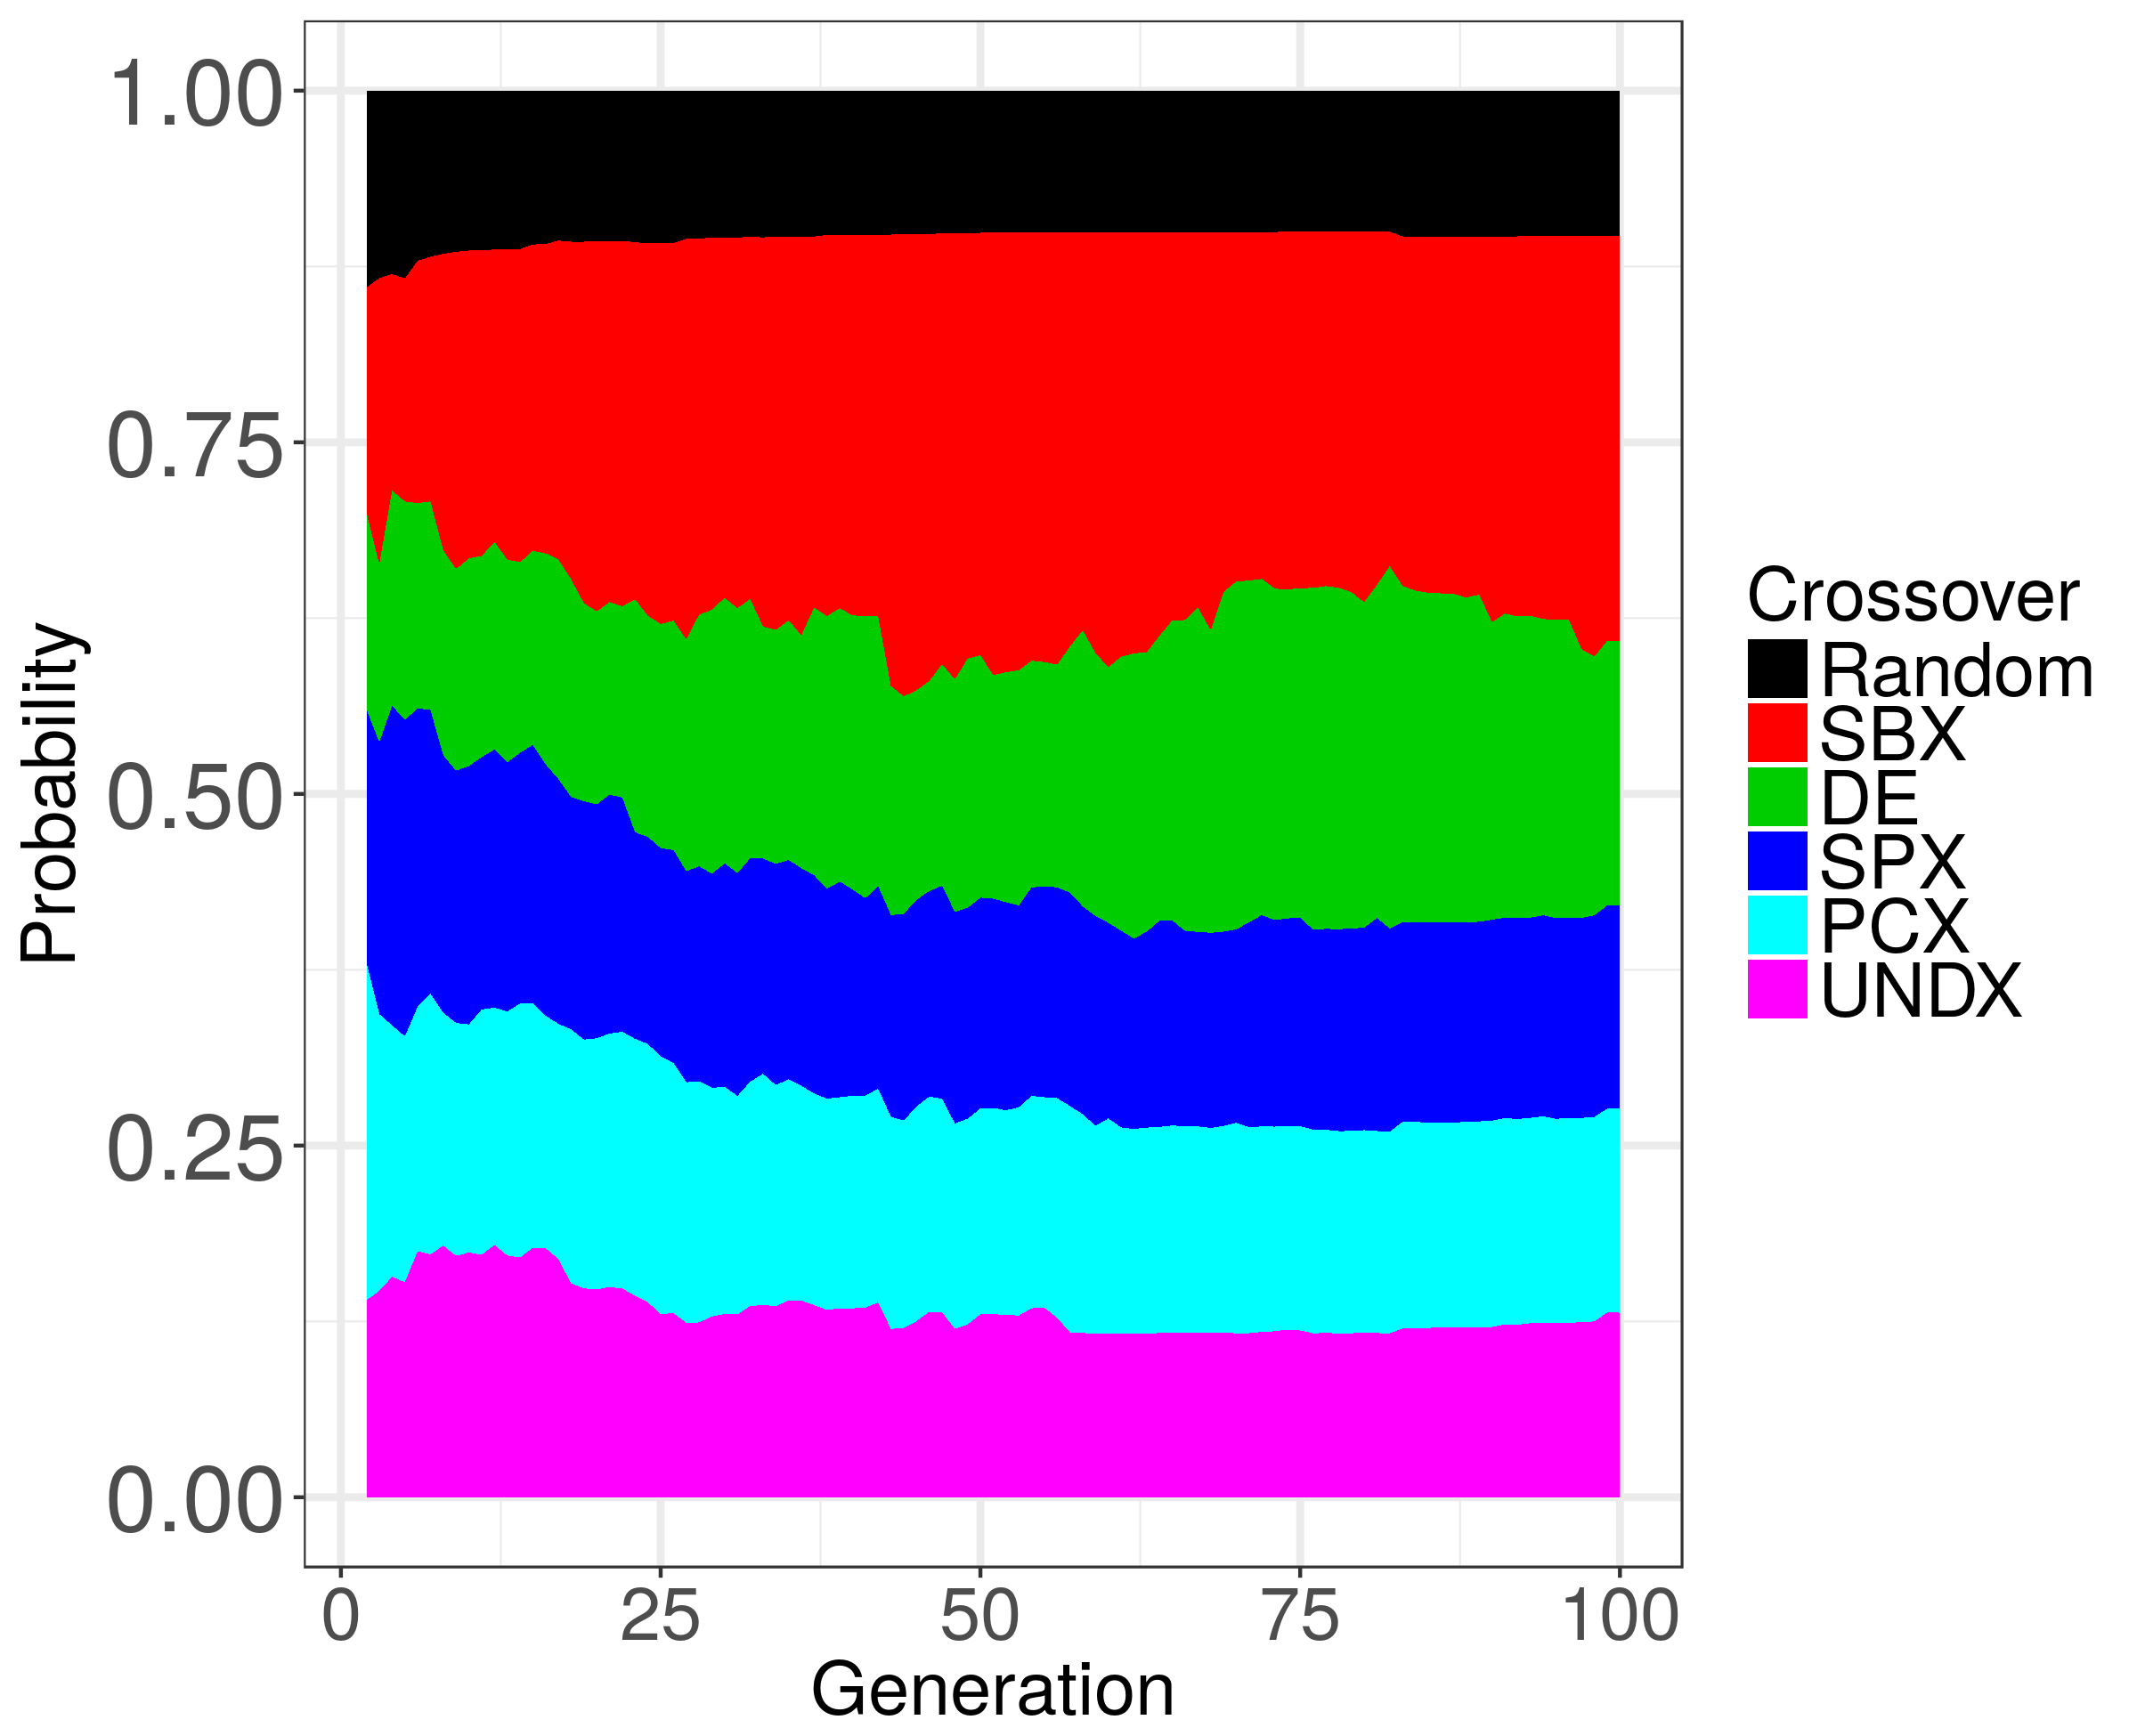 Probability
1.00
0.75
0.50
0.25
0.00
0
25
50
75
100
Generation
Crossover
Random
SBX
DE
SPX
PCX
UNDX